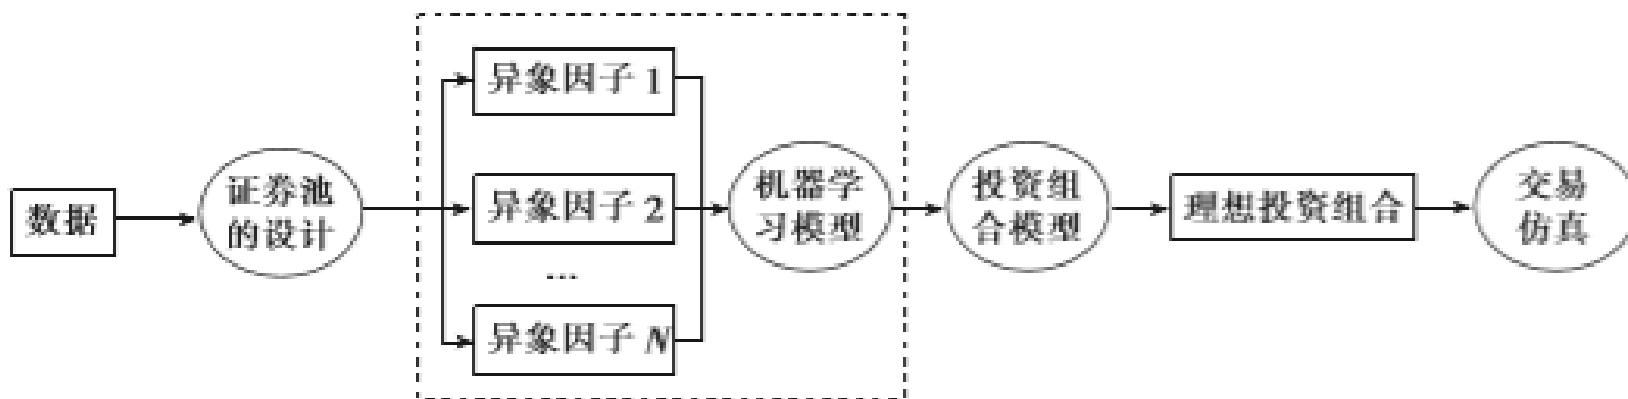 数据
证券池
的设计
异象因子 1
异象因子 2
...
异象因子 N
机器学
习模型
投资组
合模型
理想投资组合
交易
仿真